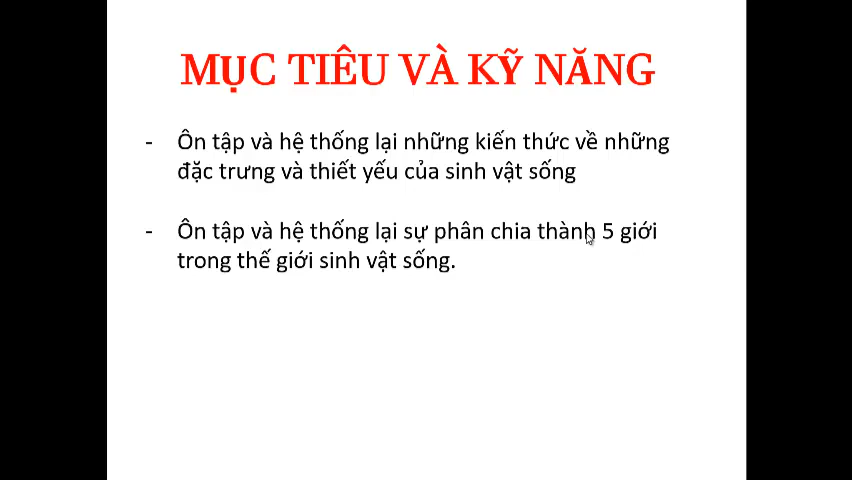 MỤC TIÊU VÀ KỸ NĂNG
- Ôn tập và hệ thống lại những kiến thức về những
đặc trưng và thiết yếu của sinh vật sống
- Ôn tập và hệ thống lại sự phân chia thành 5 giới
trong thế giới sinh vật sống.